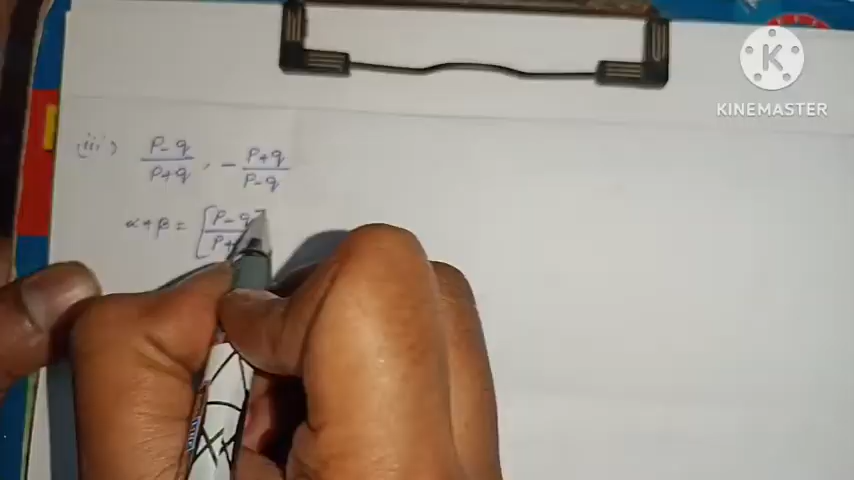 KINEMASTER
(iii) P-q/P+q , - P+q/P-q
α+β = [P-q/P+